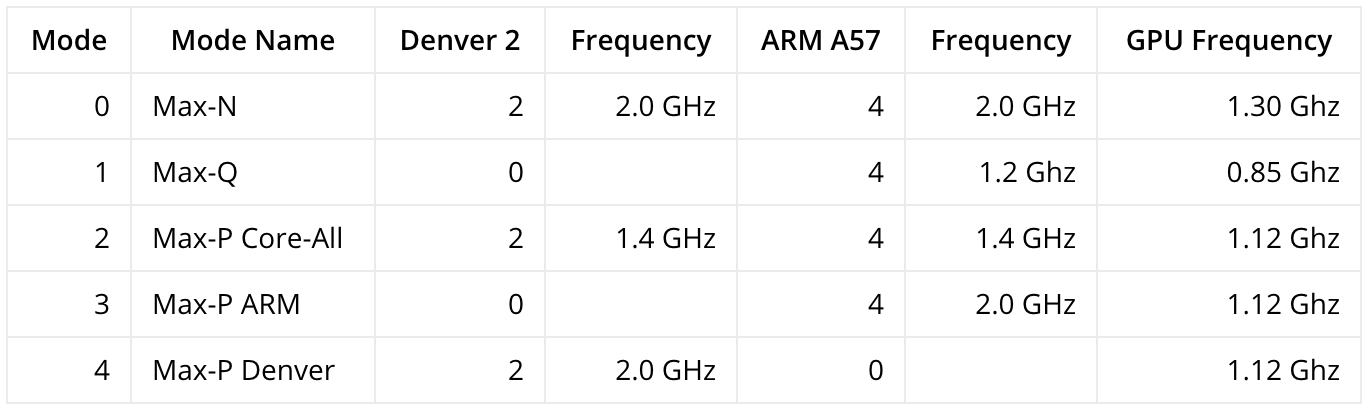 Mode Mode Name Denver 2 Frequency ARM A57 Frequency GPU Frequency
0 Max-N 2 2.0 GHz 4 2.0 GHz 1.30 Ghz
1 Max-Q 0 4 1.2 Ghz 0.85 Ghz
2 Max-P Core-All 2 1.4 GHz 4 1.4 GHz 1.12 Ghz
3 Max-P ARM 0 4 2.0 GHz 1.12 Ghz
4 Max-P Denver 2 2.0 GHz 0 1.12 Ghz